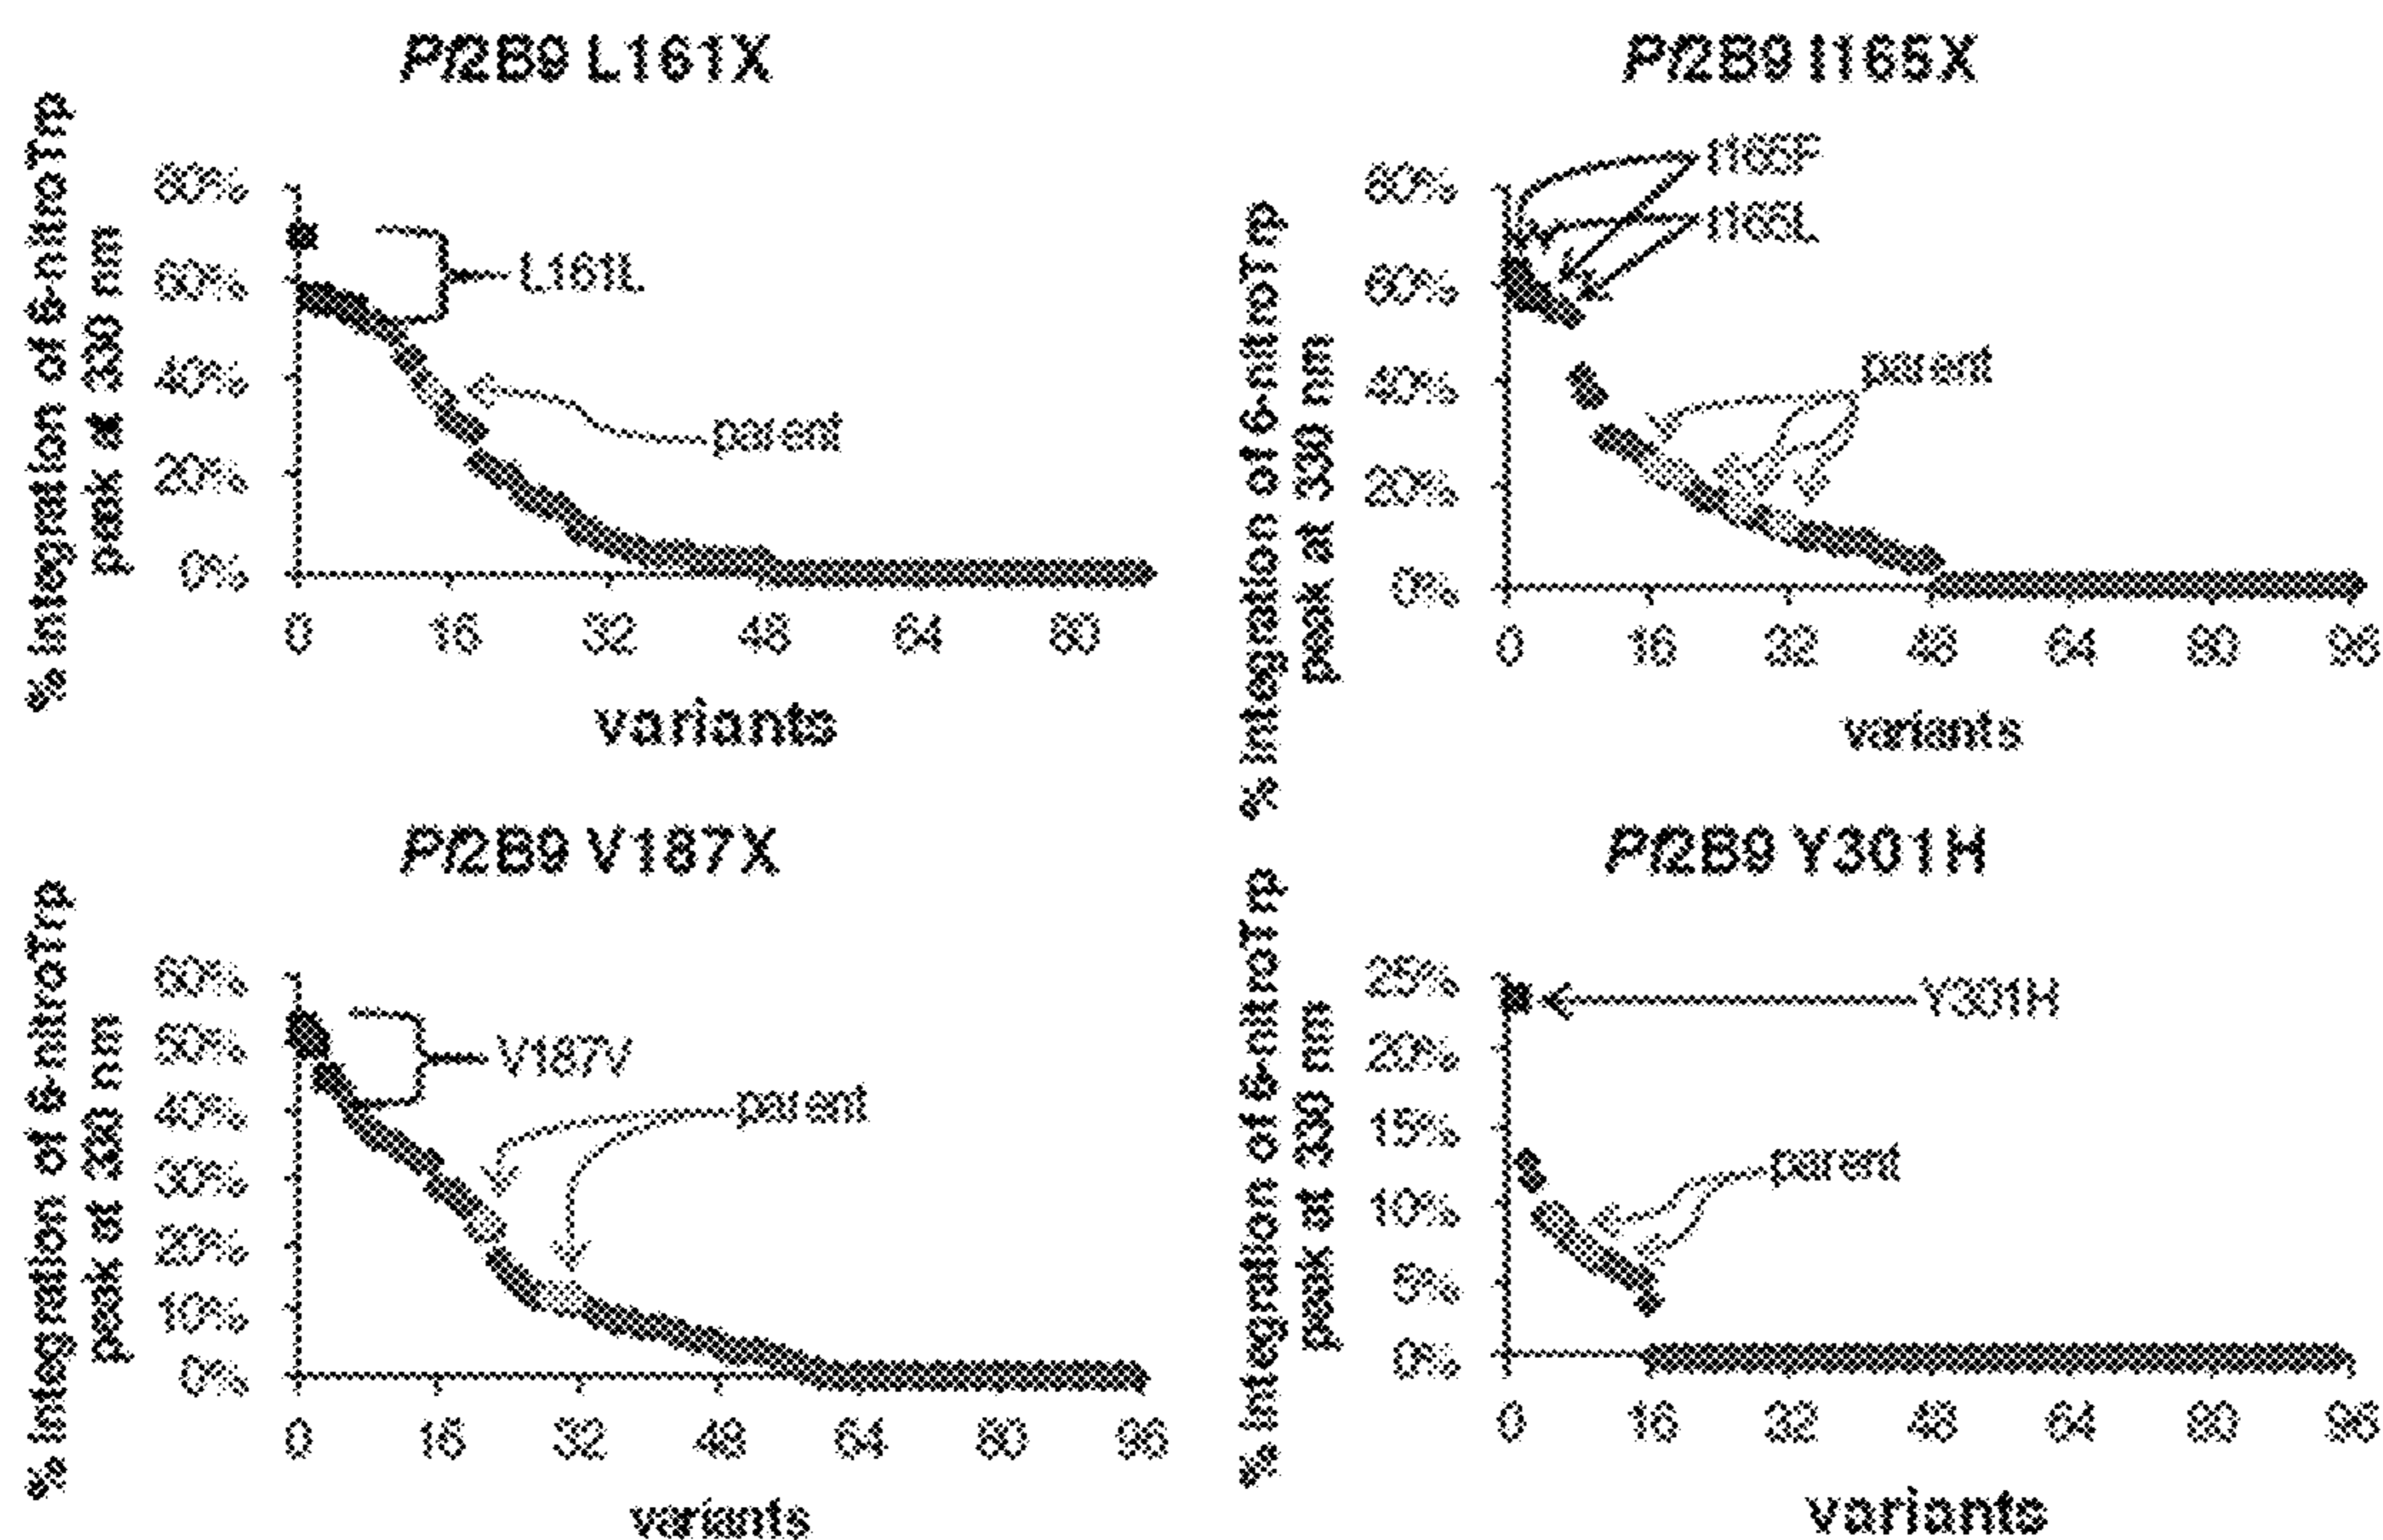 Pf2B9 L161X
% integration of 6-nitroTrp
peak at 330 nm
80%
60%
40%
20%
0%
L161L
parent
0 16 32 48 64 80
variants
Pf2B9 I165X
% integration of 6-nitroTrp
peak at 330 nm
80%
60%
40%
20%
0%
I165F
I165L
parent
0 16 32 48 64 80 96
variants
Pf2B9 V187X
% integration of 6-nitroTrp
peak at 330 nm
60%
50%
40%
30%
20%
10%
0%
V187V
parent
0 16 32 48 64 80 96
variants
Pf2B9 Y301H
% integration of 6-nitroTrp
peak at 330 nm
25%
20%
15%
10%
5%
0%
Y301H
parent
0 16 32 48 64 80 96
variants